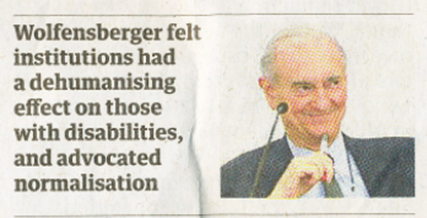 Wolfensberger felt
institutions had
a dehumanising
effect on those
with disabilities,
and advocated
normalisation